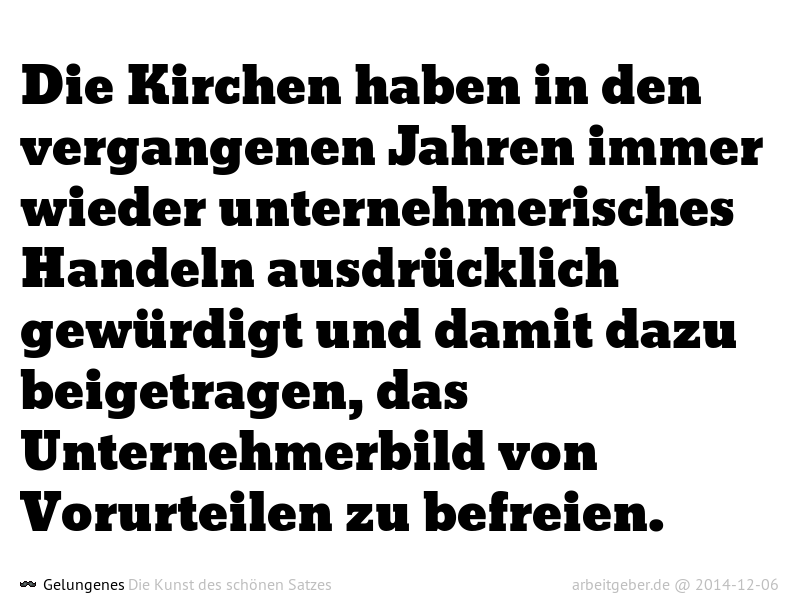 Die Kirchen haben in den
vergangenen Jahren immer
wieder unternehmerisches
Handeln ausdrücklich
gewürdigt und damit dazu
beigetragen, das
Unternehmerbild von
Vorurteilen zu befreien.
Gelungenes Die Kunst des schönen Satzes
arbeitgeber.de @ 2014-12-06